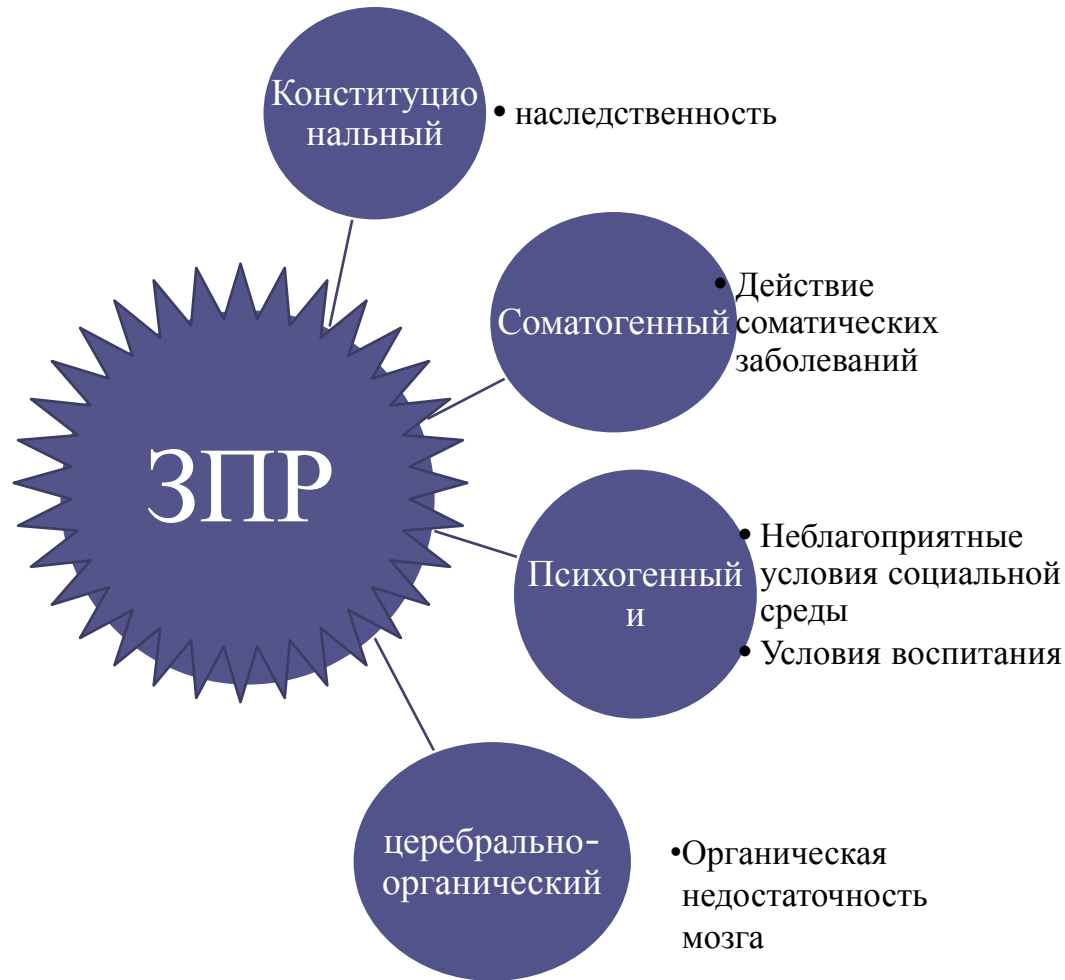 Конституцио
нальный
• наследственность
Соматогенный
• Действие
соматических
заболеваний
ЗПР
Психогенный
и
• Неблагоприятные
условия социальной
среды
• Условия воспитания
церебрально-
органический
•Органическая
недостаточность
мозга